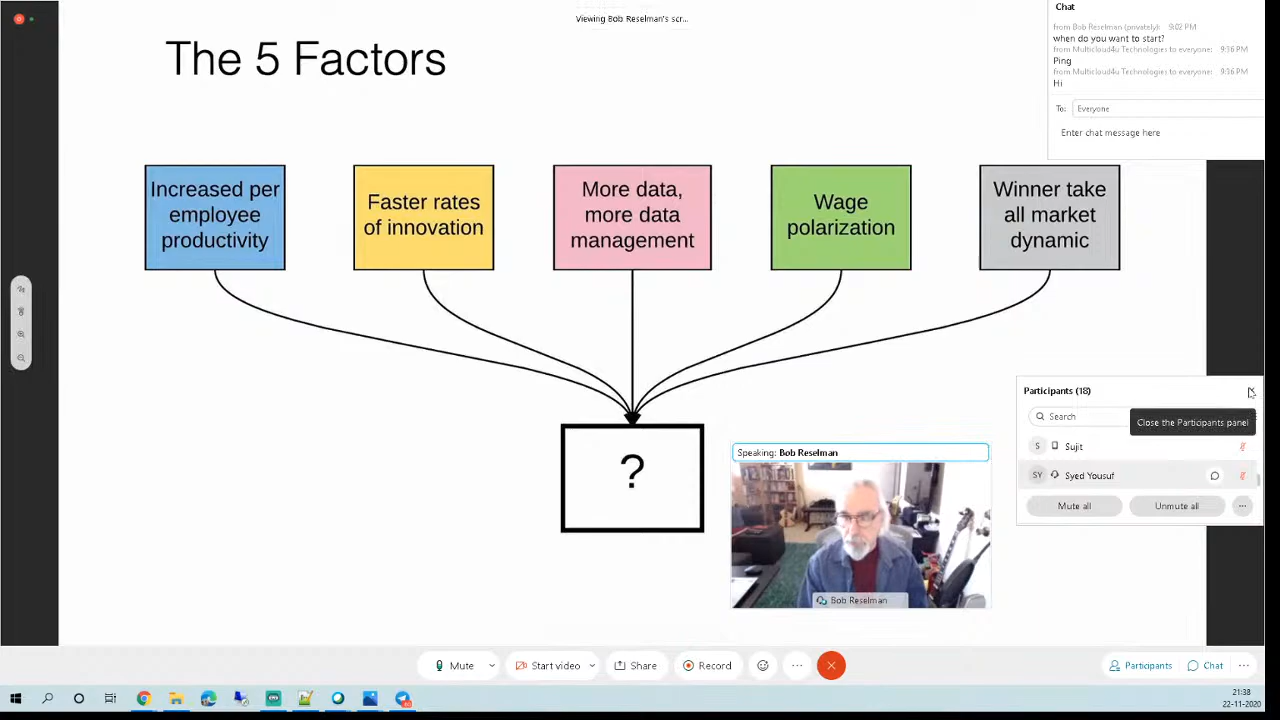 Viewing Bob Reselman's scr...
The 5 Factors
Increased per
employee
productivity
Faster rates
of innovation
More data,
more data
management
Wage
polarization
Winner take
all market
dynamic
?
Chat
from Bob Reselman (privately): 9:02 PM
when do you want to start?
from Multicloud4u Technologies to everyone: 9:36 PM
Ping
from Multicloud4u Technologies to everyone: 9:36 PM
Hi
To: Everyone
Enter chat message here
Participants (18)
Search
Close the Participants panel
S Sujit
SY Syed Yousuf
Mute all Unmute all
Speaking: Bob Reselman
Bob Reselman
Mute Start video Share Record
Participants Chat
21:38
22-11-2020